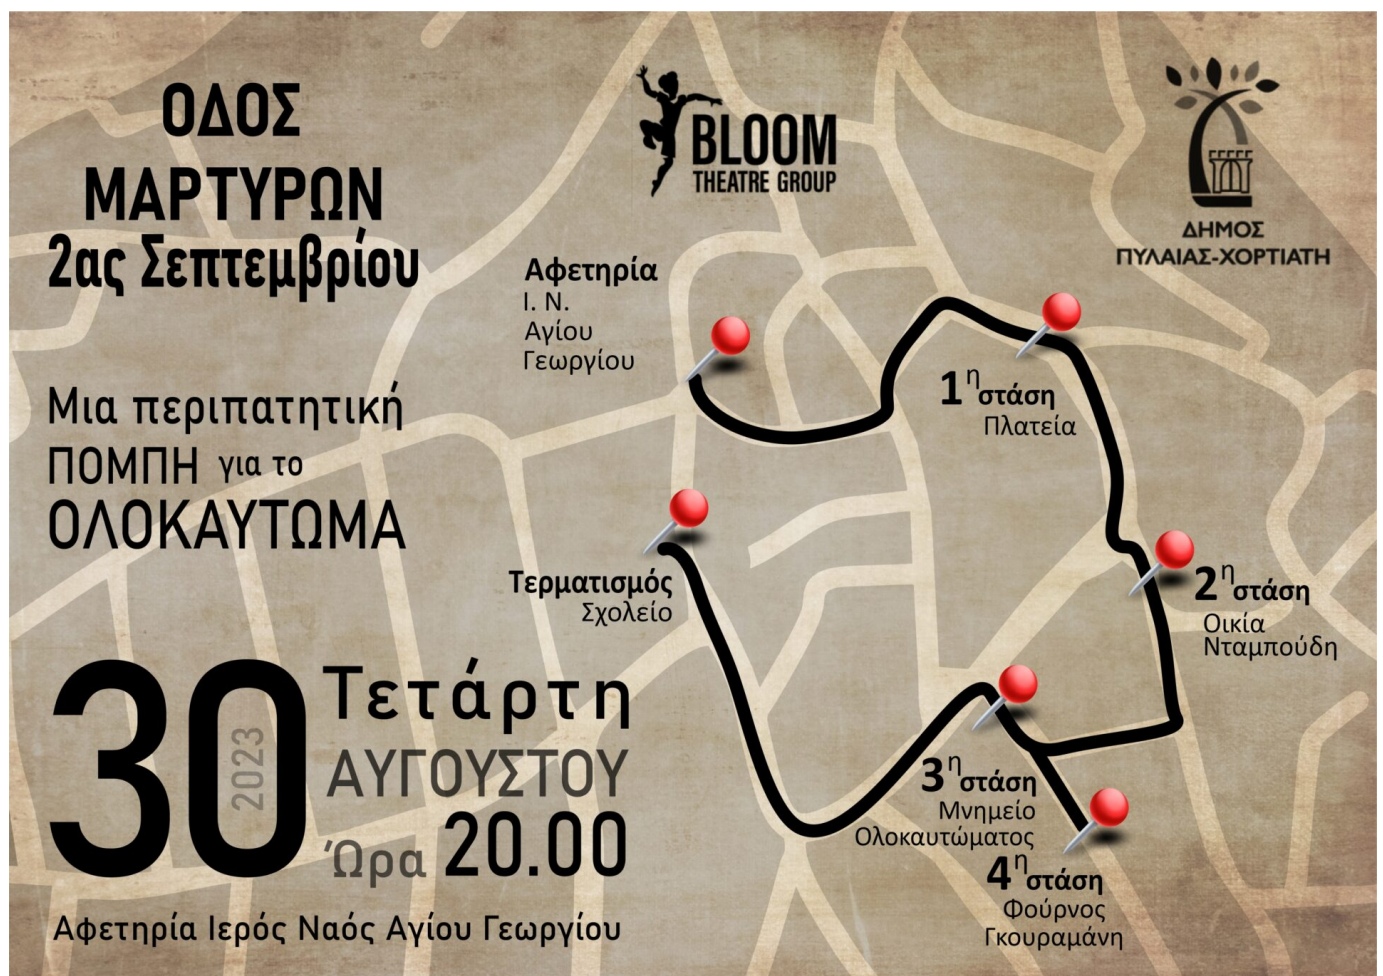 ΟΔΟΣ
ΜΑΡΤΥΡΩΝ
2ας Σεπτεμβρίου
Μια περιπατητική
ΠΟΜΠΗ για το
ΟΛΟΚΑΥΤΩΜΑ
30
2023
Τετάρτη
ΑΥΓΟΥΣΤΟΥ
Ώρα 20.00
Αφετηρία Ιερός Ναός Αγίου Γεωργίου
BLOOM
THEATRE GROUP
ΔΗΜΟΣ
ΠΥΛΑΙΑΣ-ΧΟΡΤΙΑΤΗ
Αφετηρία
Ι. Ν.
Αγίου
Γεωργίου
1η στάση
Πλατεία
2η στάση
Οικία
Νταμπούδη
3η στάση
Μνημείο
Ολοκαυτώματος
4η στάση
Φούρνος
Γκουραμάνη
Τερματισμός
Σχολείο